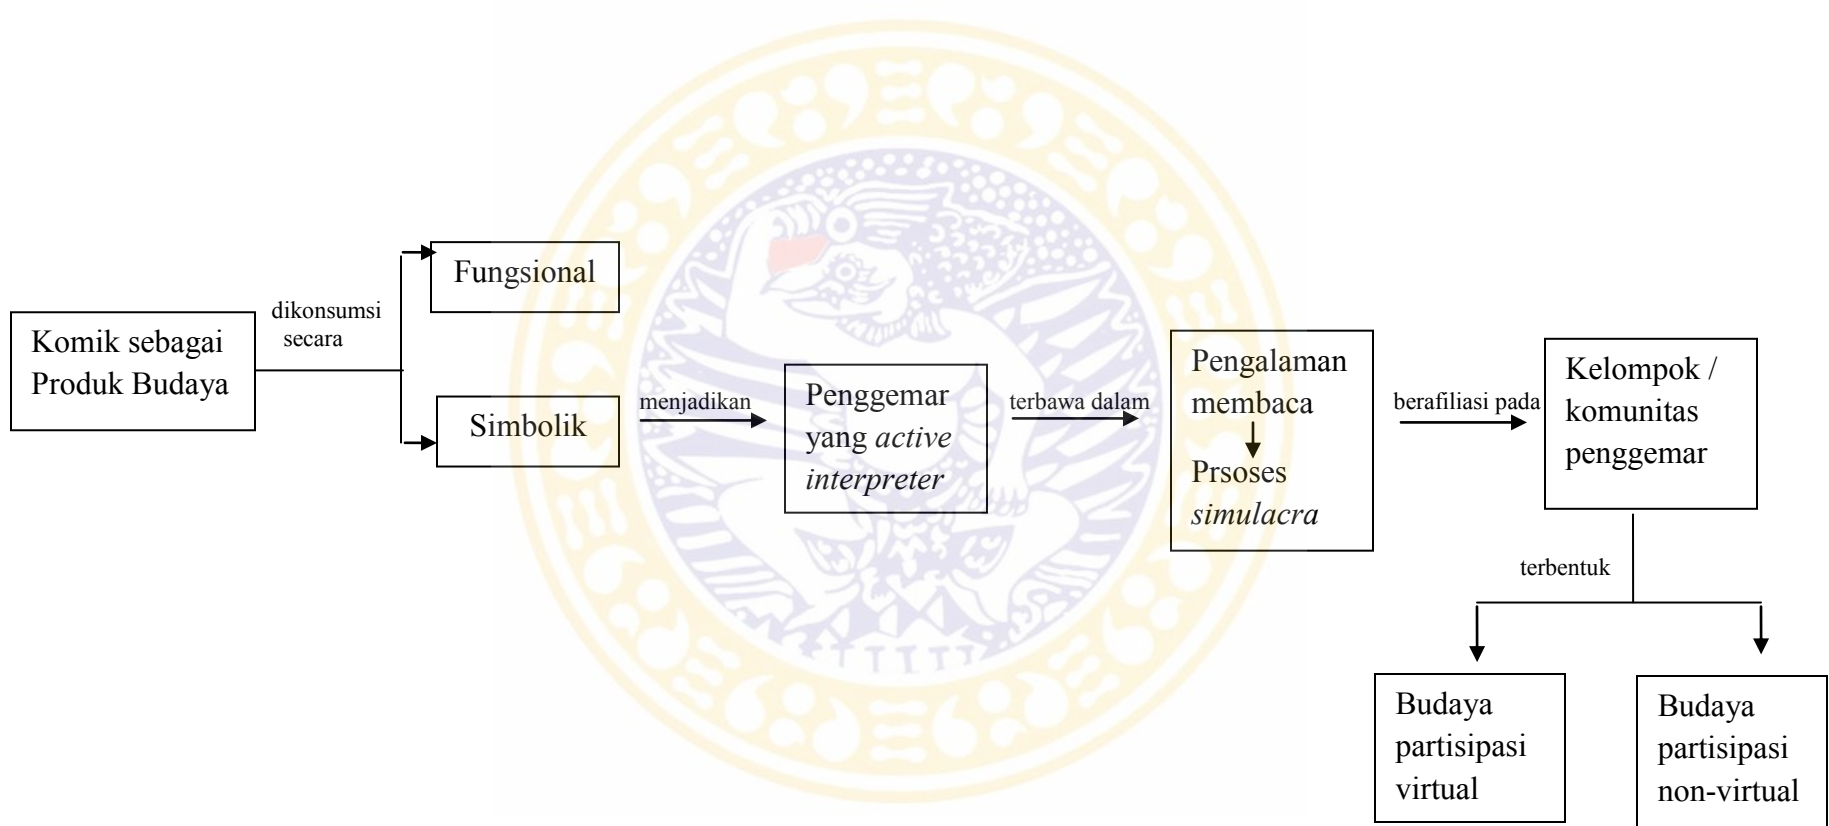 Komik sebagai
Produk Budaya
dikonsumsi
secara
Fungsional
Simbolik
menjadikan
Penggemar
yang active
interpreter
terbawa dalam
Pengalaman
membaca
Prsoses
simulacra
berafiliasi pada
Kelompok /
komunitas
penggemar
terbentuk
Budaya
partisipasi
virtual
Budaya
partisipasi
non-virtual